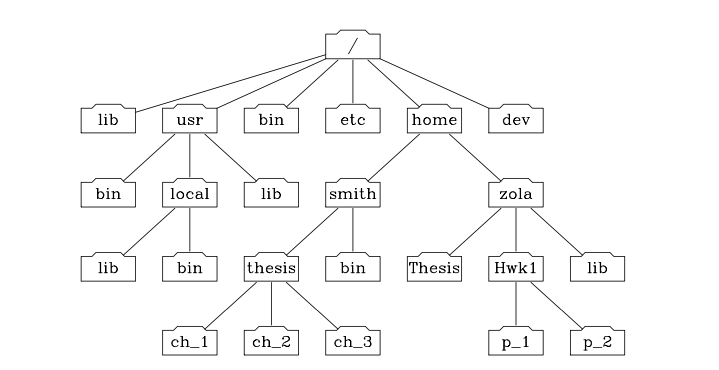 /
lib usr bin etc home dev
bin local lib smith zola
lib bin thesis bin Thesis Hwk1 lib
ch_1 ch_2 ch_3 p_1 p_2